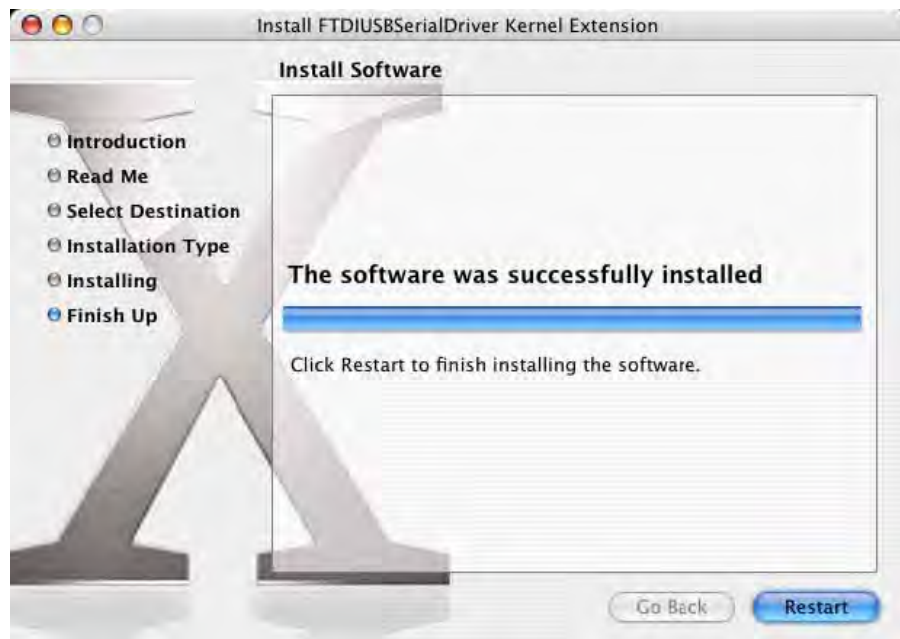 Install FTDIUSBSerialDriver Kernel Extension
Install Software
Introduction
Read Me
Select Destination
Installation Type
Installing
Finish Up
The software was successfully installed
Click Restart to finish installing the software.
Go Back
Restart